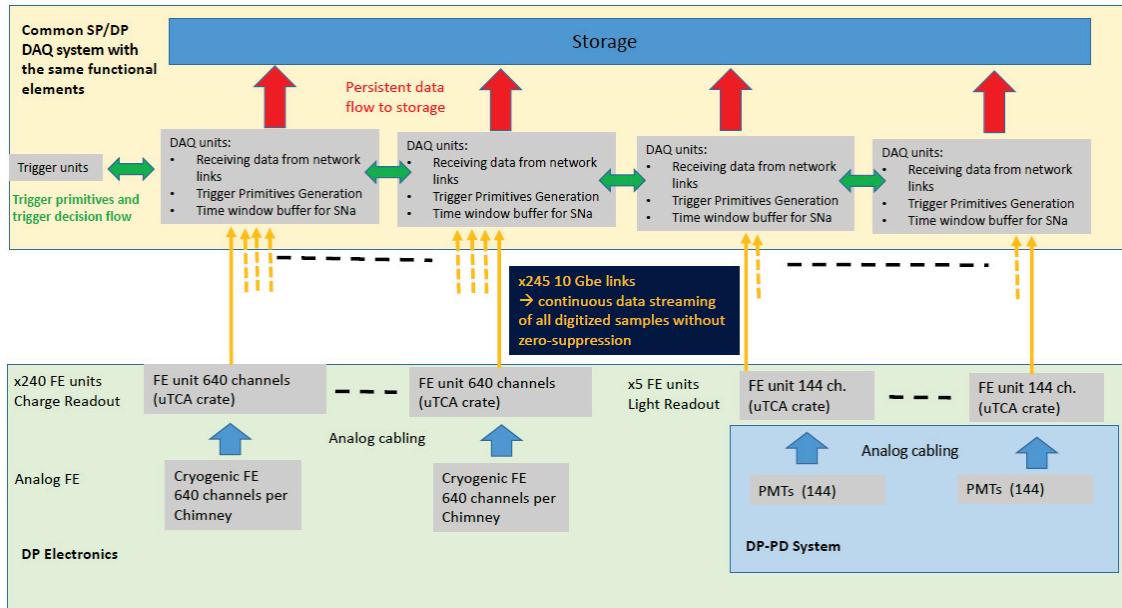 Common SP/DP
DAQ system with
the same functional
elements
Storage
Persistent data
flow to storage
Trigger units
Trigger primitives and
trigger decision flow
DAQ units:
• Receiving data from network
links
• Trigger Primitives Generation
• Time window buffer for SNa
DAQ units:
• Receiving data from network
links
• Trigger Primitives Generation
• Time window buffer for SNa
DAQ units:
• Receiving data from network
links
• Trigger Primitives Generation
• Time window buffer for SNa
DAQ units:
• Receiving data from network
links
• Trigger Primitives Generation
• Time window buffer for SNa
x245 10 Gbe links
→ continuous data streaming
of all digitized samples without
zero-suppression
x240 FE units
Charge Readout
FE unit 640 channels
(uTCA crate)
FE unit 640 channels
(uTCA crate)
x5 FE units
Light Readout
FE unit 144 ch.
(uTCA crate)
FE unit 144 ch.
(uTCA crate)
Analog cabling
Analog cabling
Analog FE
Cryogenic FE
640 channels per
Chimney
Cryogenic FE
640 channels per
Chimney
PMTs (144)
PMTs (144)
DP Electronics
DP-PD System